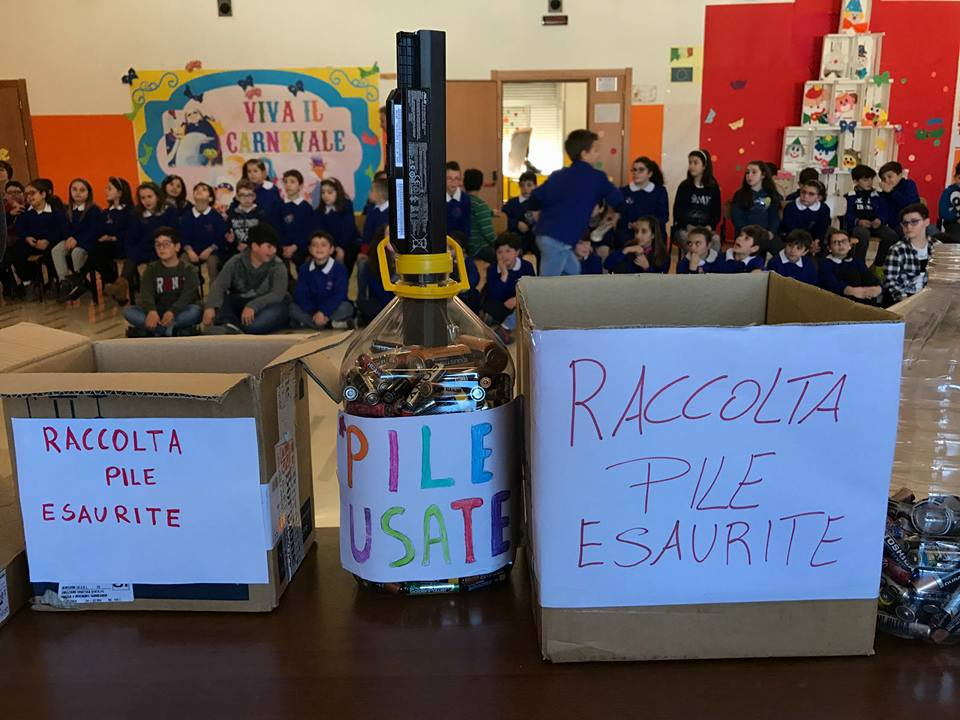 VIVA IL
CARNEVALE
RACCOLTA
PILE
ESAURITE
PILE
USATE
RACCOLTA
PILE
ESAURITE